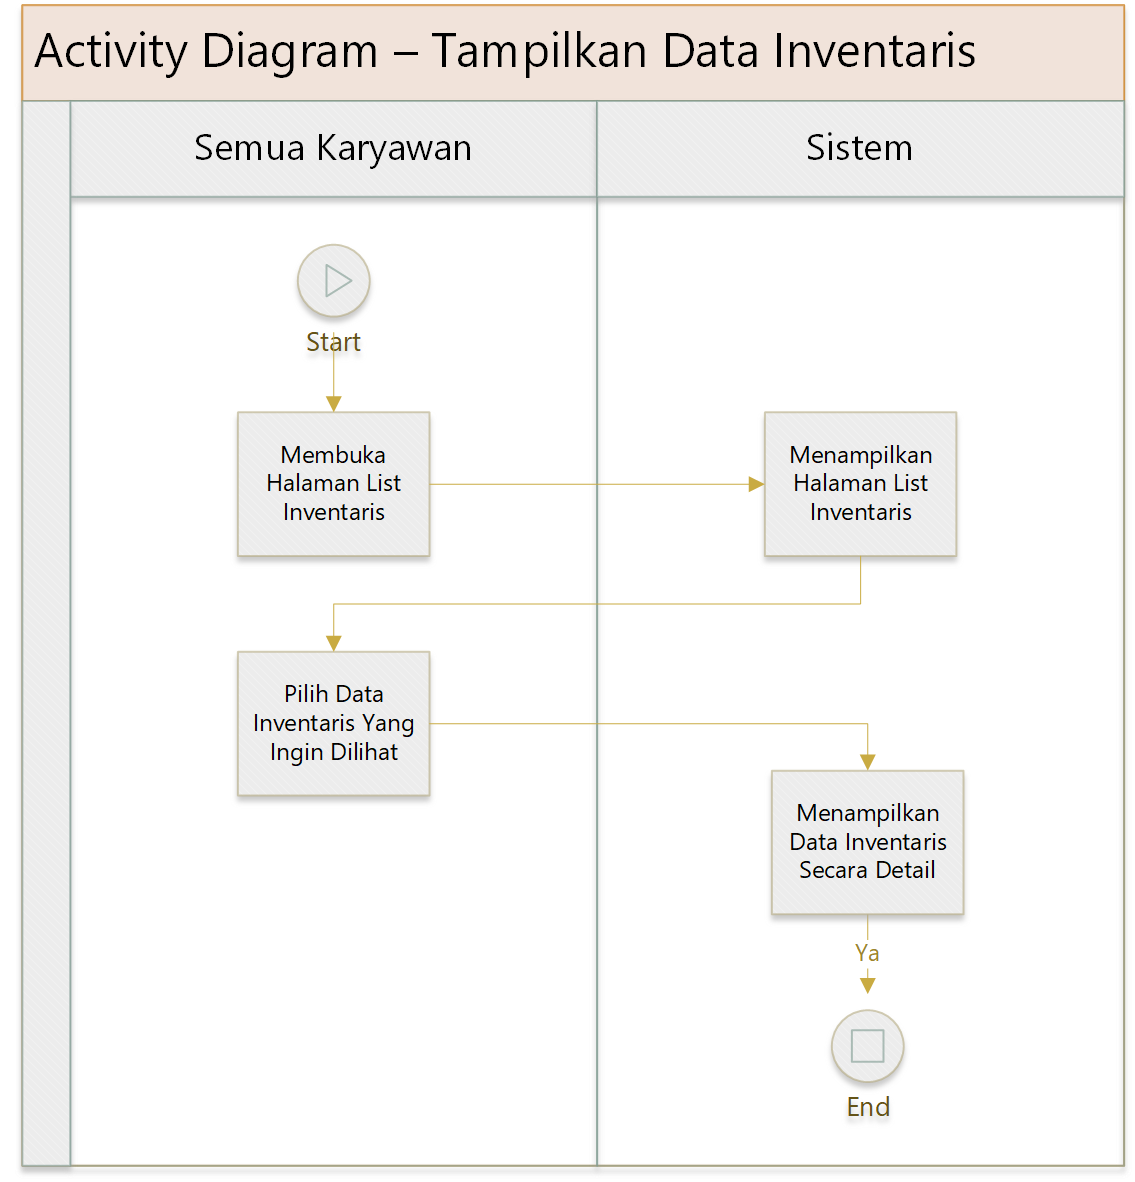 Activity Diagram – Tampilkan Data Inventaris
Semua Karyawan
Sistem
Start
Membuka
Halaman List
Inventaris
Menampilkan
Halaman List
Inventaris
Pilih Data
Inventaris Yang
Ingin Dilihat
Menampilkan
Data Inventaris
Secara Detail
Ya
End